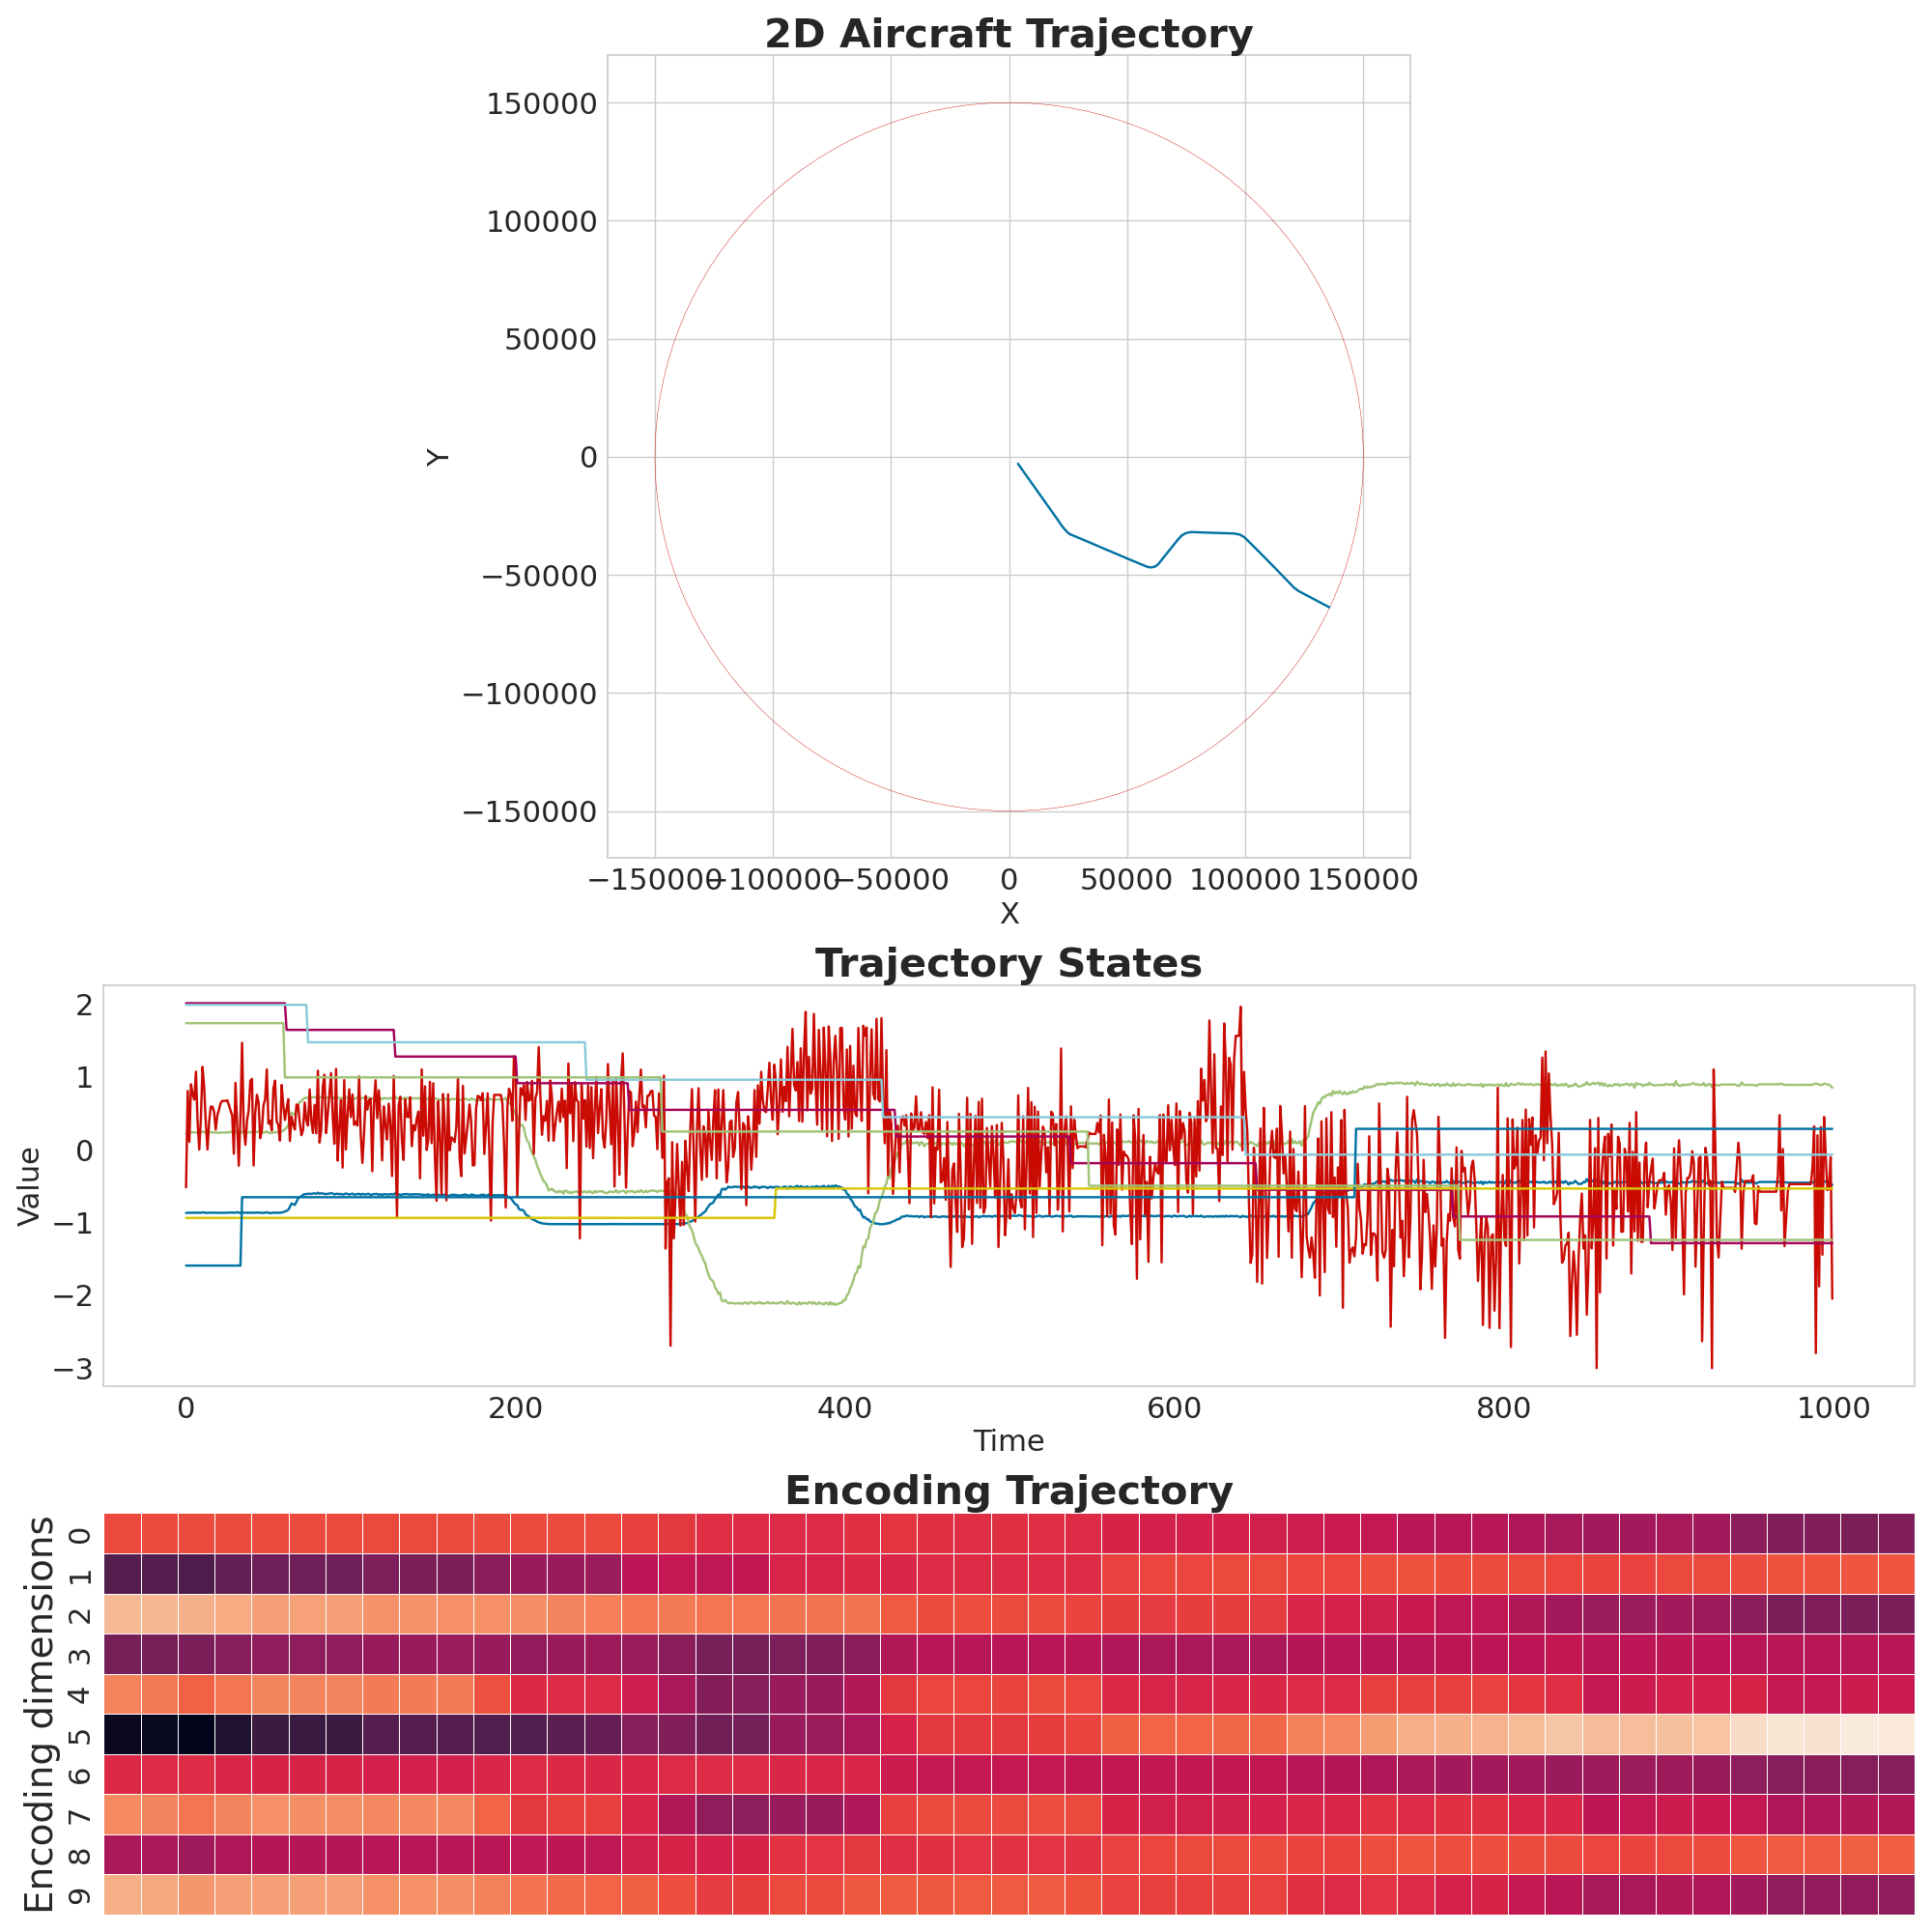 2D Aircraft Trajectory
150000
100000
50000
0
−50000
−100000
−150000
Y
−150000 −100000 −50000 0 50000 100000 150000
X
Trajectory States
2
1
0
−1
−2
−3
Value
0 200 400 600 800 1000
Time
Encoding Trajectory
Encoding dimensions
0
1
2
3
4
5
6
7
8
9